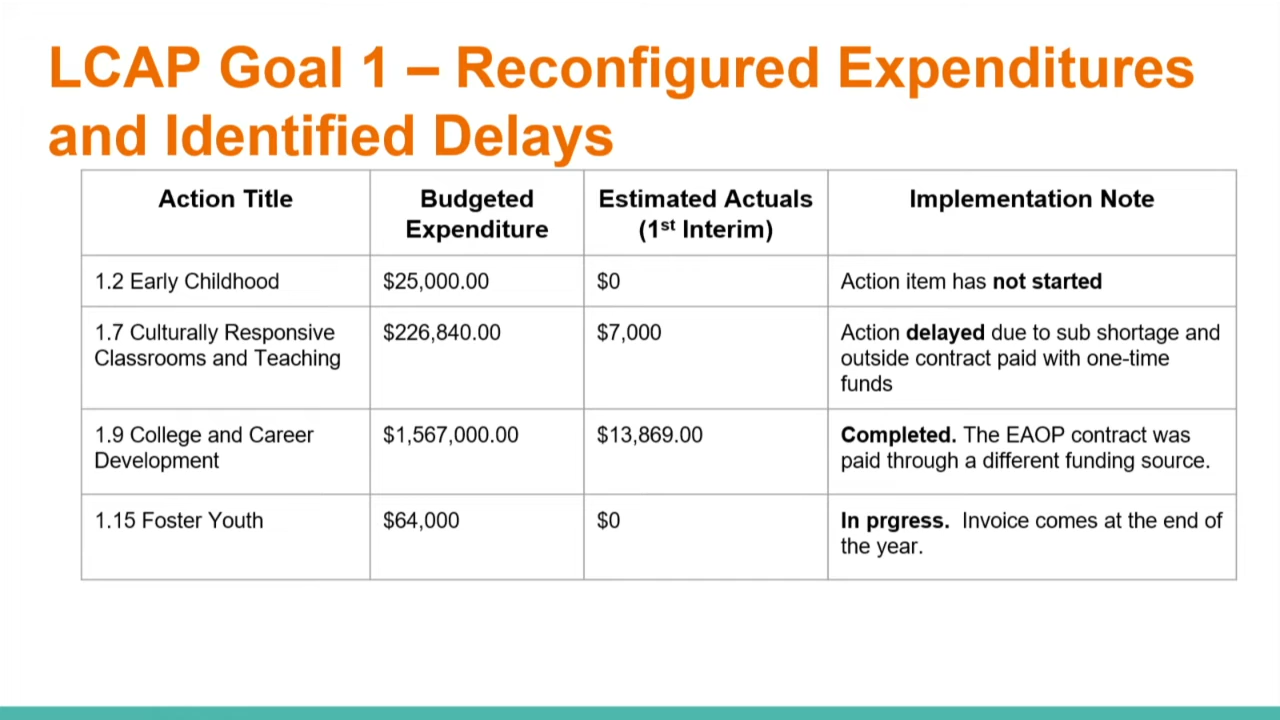 LCAP Goal 1 – Reconfigured Expenditures
and Identified Delays
Action Title
Budgeted
Expenditure
Estimated Actuals
(1st Interim)
Implementation Note
1.2 Early Childhood
$25,000.00
$0
Action item has not started
1.7 Culturally Responsive
Classrooms and Teaching
$226,840.00
$7,000
Action delayed due to sub shortage and
outside contract paid with one-time
funds
1.9 College and Career
Development
$1,567,000.00
$13,869.00
Completed. The EAOP contract was
paid through a different funding source.
1.15 Foster Youth
$64,000
$0
In prgress. Invoice comes at the end of
the year.